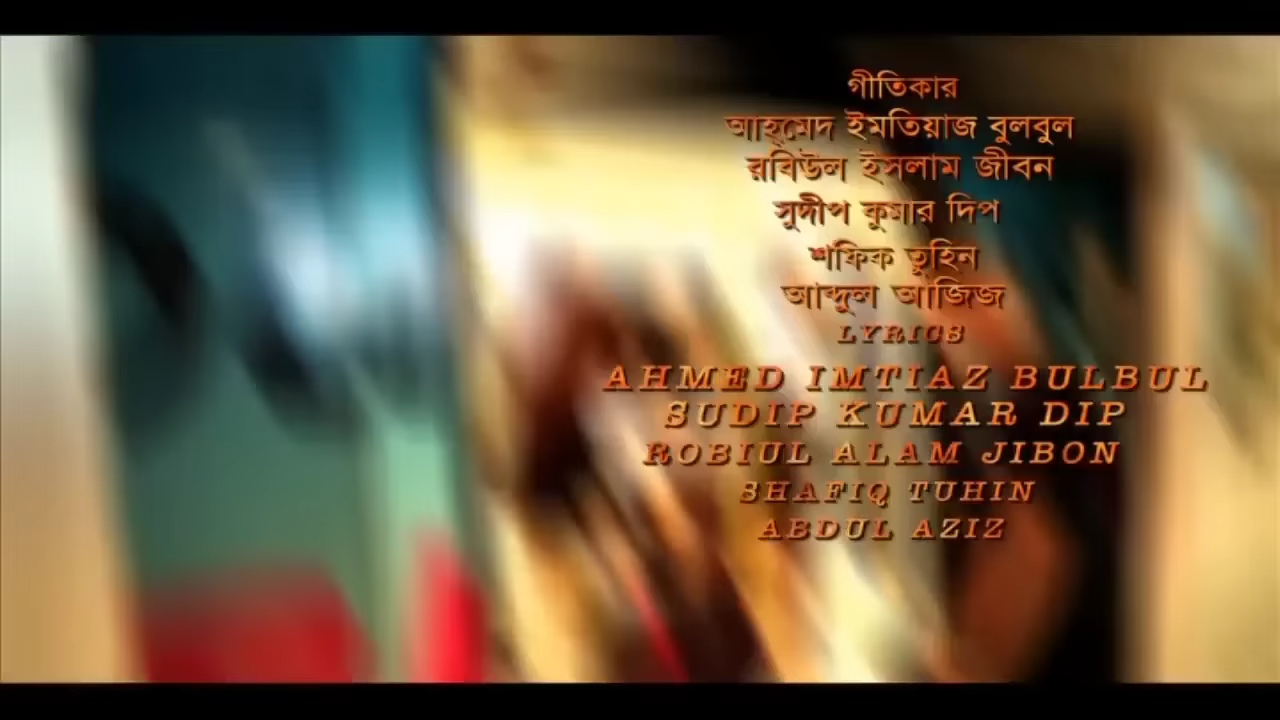 গীতিকার
আহ্‌মেদ ইমতিয়াজ বুলবুল
রবিউল ইসলাম জীবন
সুদীপ কুমার দিপ
শফিক তুহিন
আব্দুল আজিজ
LYRICS
AHMED IMTIAZ BULBUL
SUDIP KUMAR DIP
ROBIUL ALAM JIBON
SHAFIQ TUHIN
ABDUL AZIZ